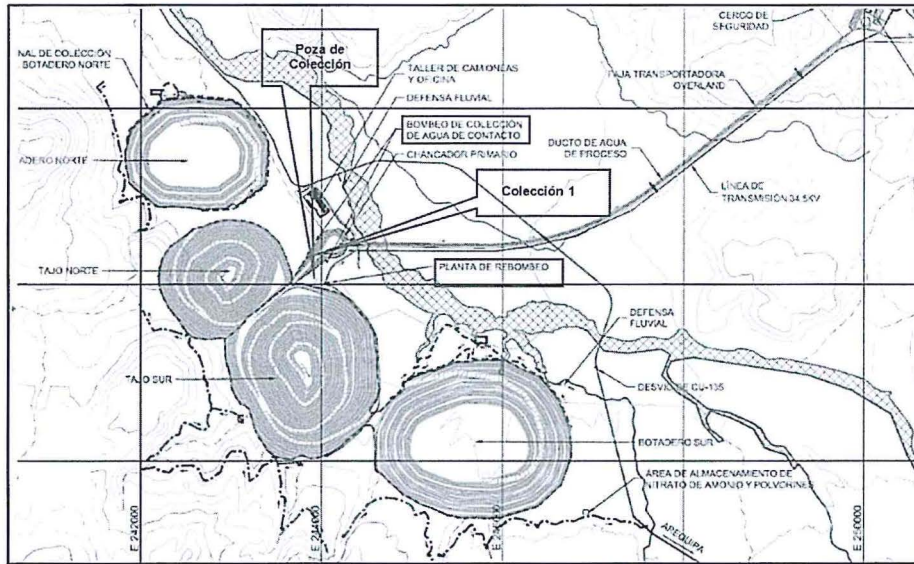 CERCO DE
SEGURIDAD
Poza de
Colección
NAL DE COLECCIÓN
BOTADERO NORTE
TALLER DE CAMIONEAS
Y OFICINA
FAJA TRANSPORTADORA
OVERLAND
DEFENSA FLUVIAL
BOMBEO DE COLECCIÓN
DE AGUA DE CONTACTO
CHANCADOR PRIMARIO
DUCTO DE AGUA
DE PROCESO
ADERO NORTE
Colección 1
LÍNEA DE
TRANSMISIÓN 34.5KV
TAJO NORTE
PLANTA DE REBOMBEO
DEFENSA
FLUVIAL
TAJO SUR
DESVIO DE CU-135
BOTADERO SUR
ÁREA DE ALMACENAMIENTO DE
NITRATO DE AMONIO Y POLVORINES
E 242000
E 244000
AREQUIPA